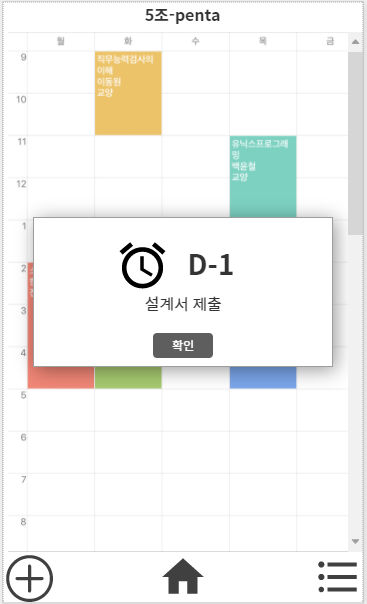 5조-penta
월 화 수 목 금
9
직무능력검사의
이해
이동원
교양
10
11
유닉스프로그래
밍
백윤철
교양
12
1
D-1
설계서 제출
확인
2
3
4
5
6
7
8